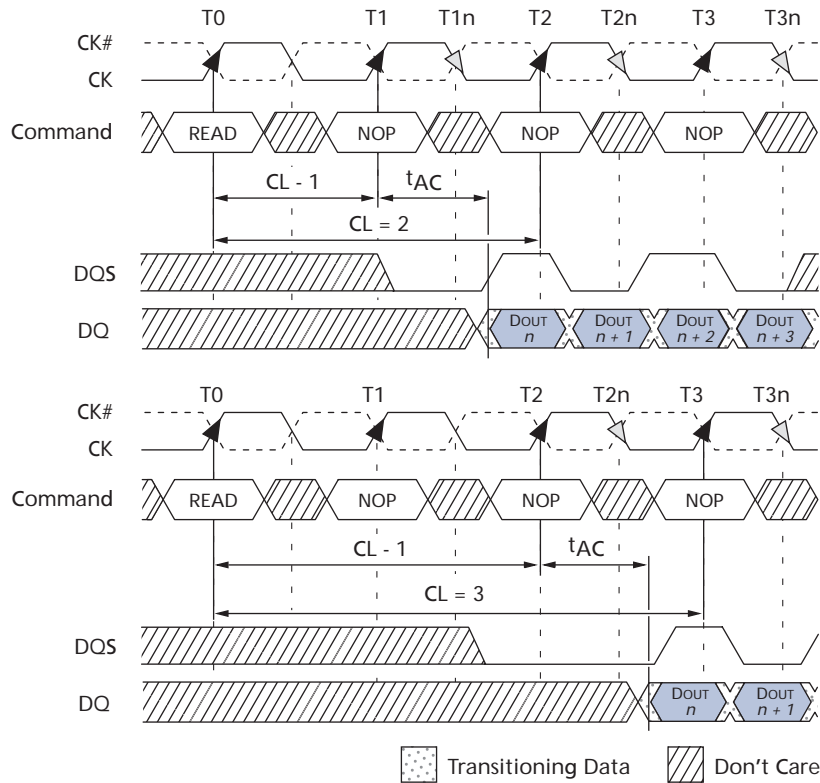 T0 T1 T1n T2 T2n T3 T3n
CK#
CK
Command READ NOP NOP NOP
CL - 1 tAC
CL = 2
DQS
DQ DOUT n DOUT n + 1 DOUT n + 2 DOUT n + 3
T0 T1 T2 T2n T3 T3n
CK#
CK
Command READ NOP NOP NOP
CL - 1 tAC
CL = 3
DQS
DQ DOUT n DOUT n + 1
Transitioning Data Don't Care